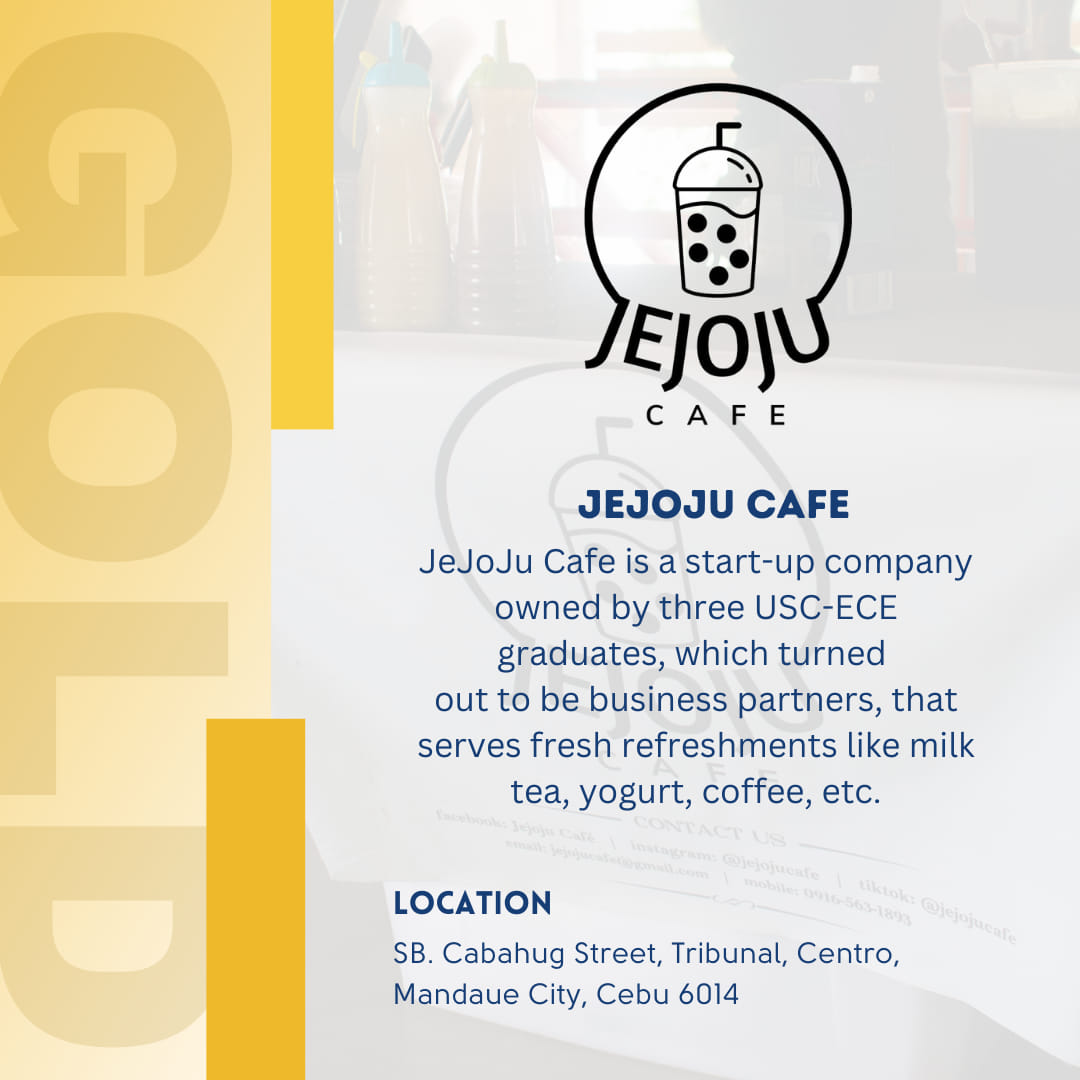 GOLD
JEJOJU
CAFE
JEJOJU CAFE
JeJoJu Cafe is a start-up company
owned by three USC-ECE
graduates, which turned
out to be business partners, that
serves fresh refreshments like milk
tea, yogurt, coffee, etc.
JEJOJU
CAFE
CONTACT US
facebook: Jejoju Café | instagram: @jejojucafe | tiktok: @jejojucafe
email: jejojucafe@gmail.com | mobile: 0916-563-1893
LOCATION
SB. Cabahug Street, Tribunal, Centro,
Mandaue City, Cebu 6014